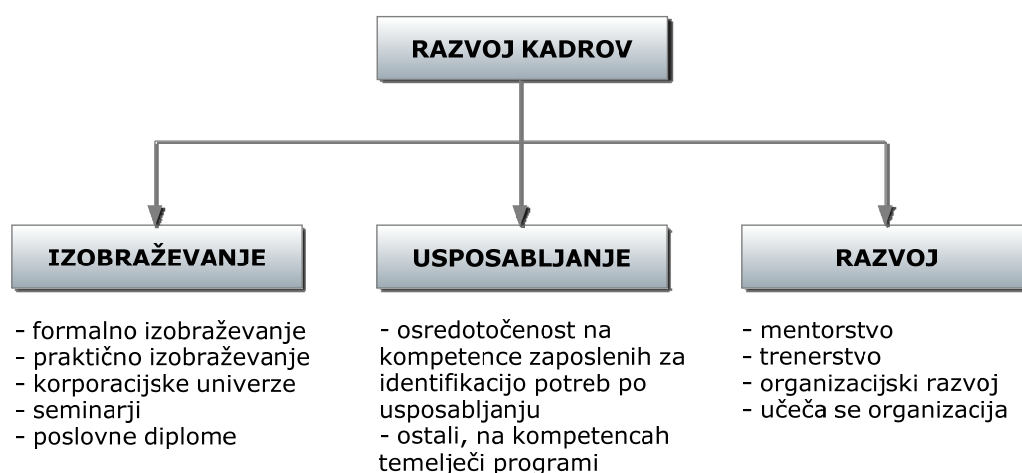 RAZVOJ KADROV
IZOBRAŽEVANJE
- formalno izobraževanje
- praktično izobraževanje
- korporacijske univerze
- seminarji
- poslovne diplome
USPOSABLJANJE
- osredotočenost na
kompetence zaposlenih za
identifikacijo potreb po
usposabljanju
- ostali, na kompetencah
temelječi programi
RAZVOJ
- mentorstvo
- trenerstvo
- organizacijski razvoj
- učeča se organizacija